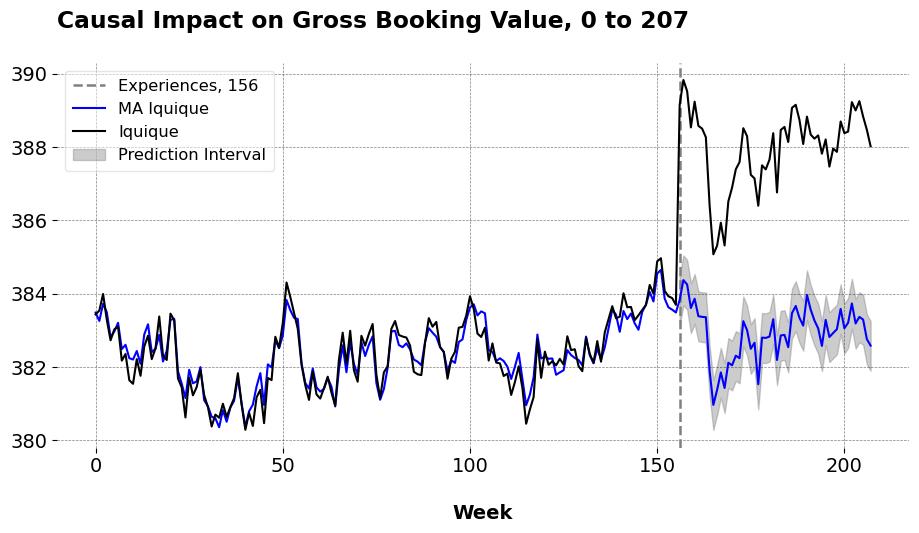 Causal Impact on Gross Booking Value, 0 to 207
390
388
386
384
382
380
Experiences, 156
MA Iquique
Iquique
Prediction Interval
0 50 100 150 200
Week